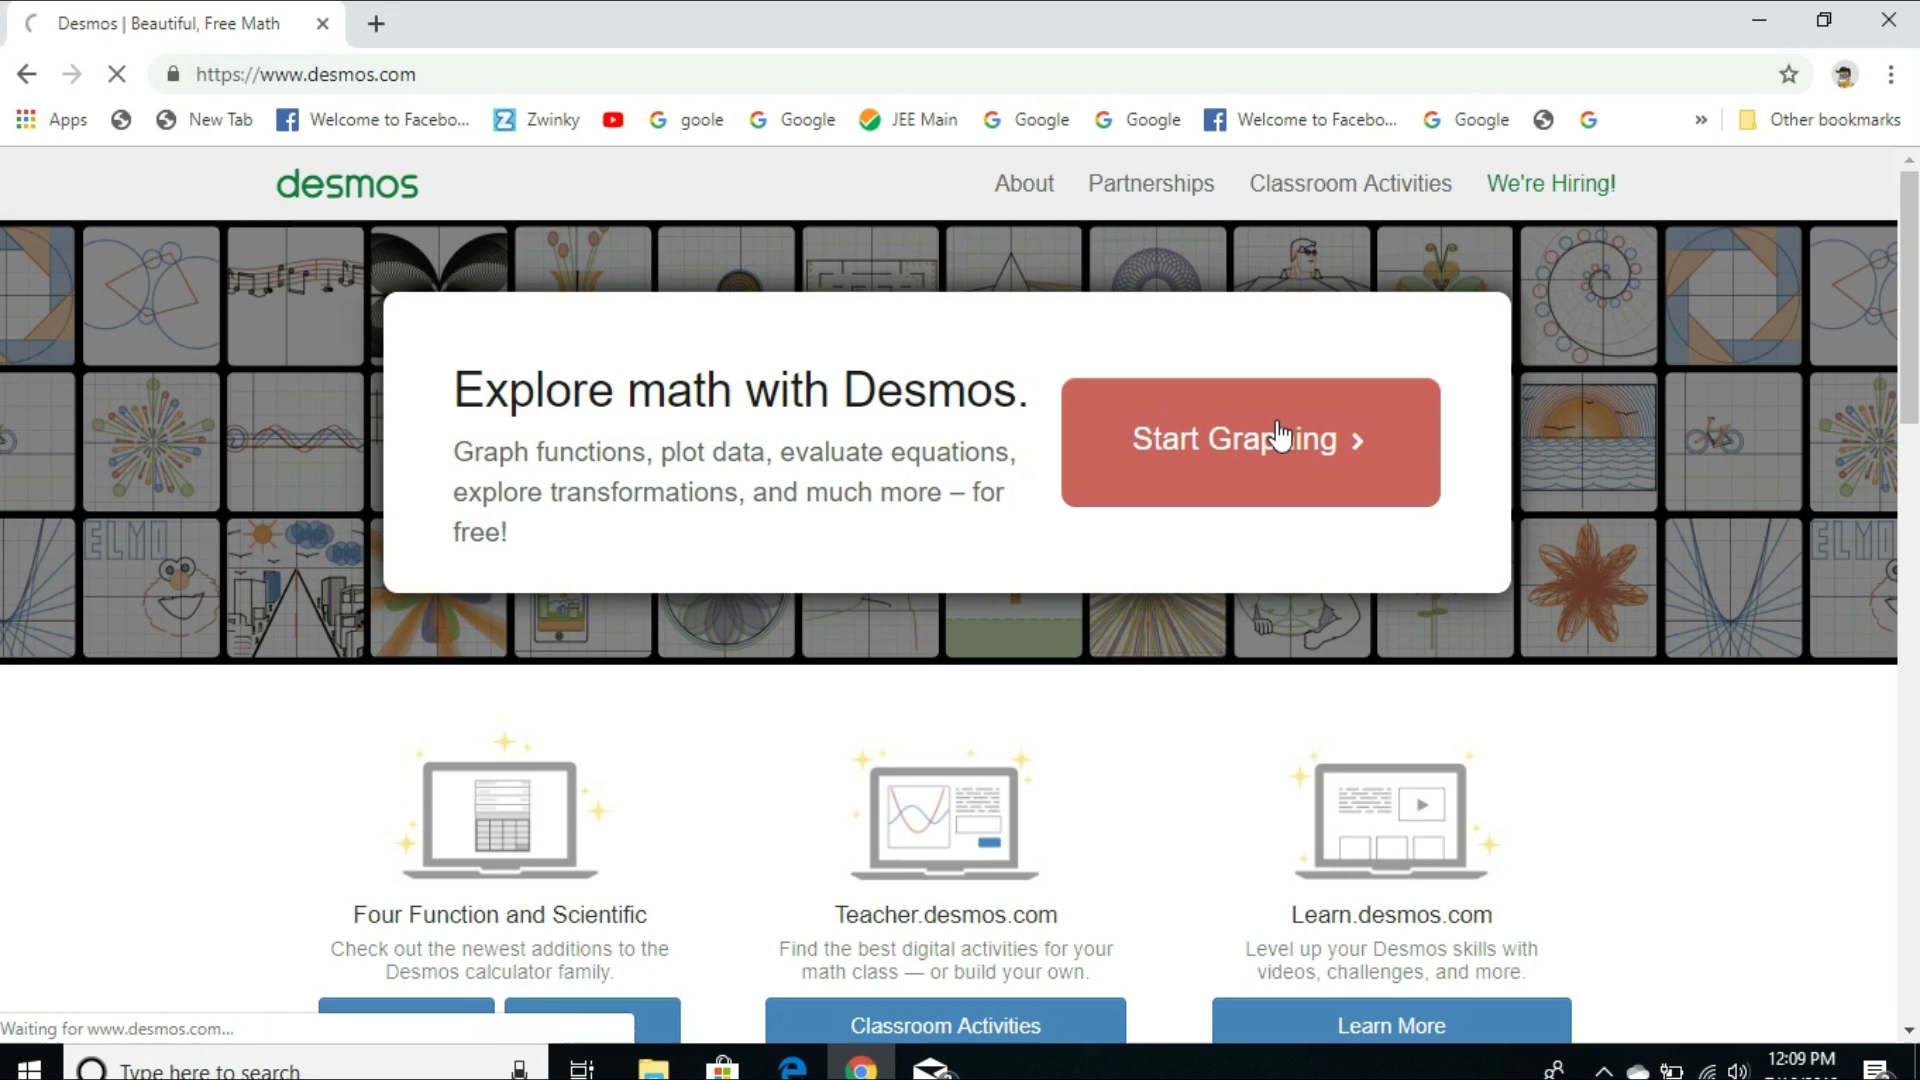 Desmos | Beautiful, Free Math
https://www.desmos.com
Apps New Tab Welcome to Facebo... Zwinky goole Google JEE Main Google Google Welcome to Facebo... Google » Other bookmarks
desmos
About Partnerships Classroom Activities We're Hiring!
Explore math with Desmos.
Graph functions, plot data, evaluate equations,
explore transformations, and much more – for
free!
Start Graphing ›
ELMO
ELMO
Four Function and Scientific
Check out the newest additions to the
Desmos calculator family.
Teacher.desmos.com
Find the best digital activities for your
math class — or build your own.
Classroom Activities
Learn.desmos.com
Level up your Desmos skills with
videos, challenges, and more.
Learn More
Waiting for www.desmos.com...
Type here to search
12:09 PM